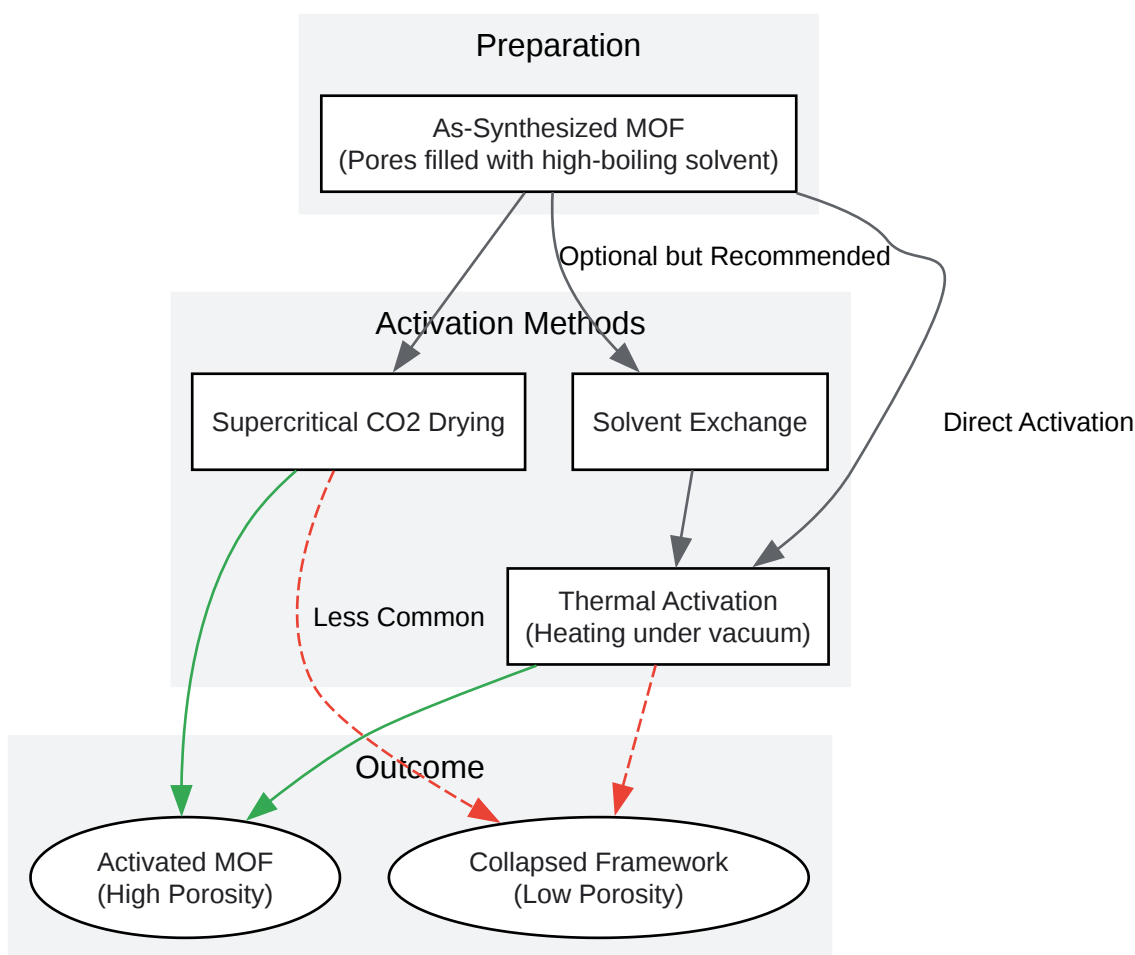 Preparation
As-Synthesized MOF
(Pores filled with high-boiling solvent)
Optional but Recommended
Activation Methods
Supercritical CO2 Drying
Solvent Exchange
Direct Activation
Thermal Activation
(Heating under vacuum)
Less Common
Outcome
Activated MOF
(High Porosity)
Collapsed Framework
(Low Porosity)